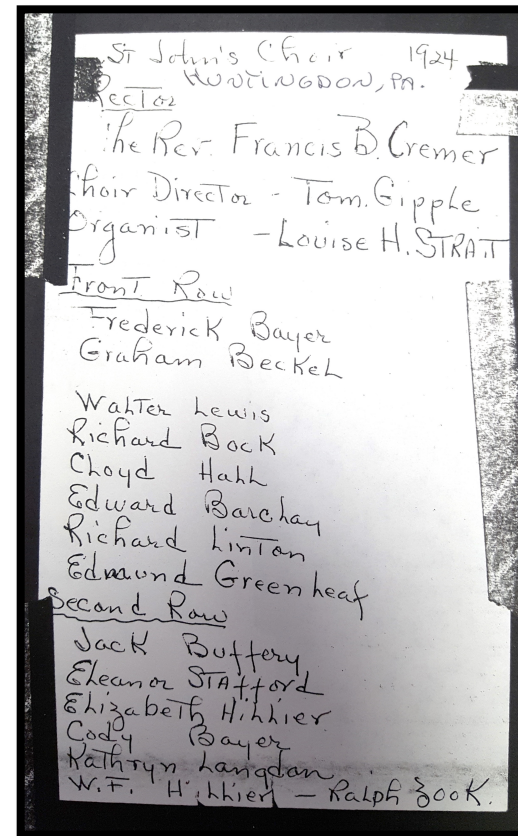 St John's Choir 1924
HUNTINGDON, PA.
Rector
The Rev. Francis B. Cremer
Choir Director - Tom. Gipple
Organist - Louise H. STRAIT
Front Row
Frederick Bayer
Graham Beckel
Walter Lewis
Richard Bock
Cloyd Hall
Edward Barclay
Richard Linton
Edmund Greenleaf
Second Row
Jack Buffery
Eleanor STAfford
Elizabeth Hillier
Cody Bayer
Kathryn Langdon
W.F. Hillier - Ralph Zook.